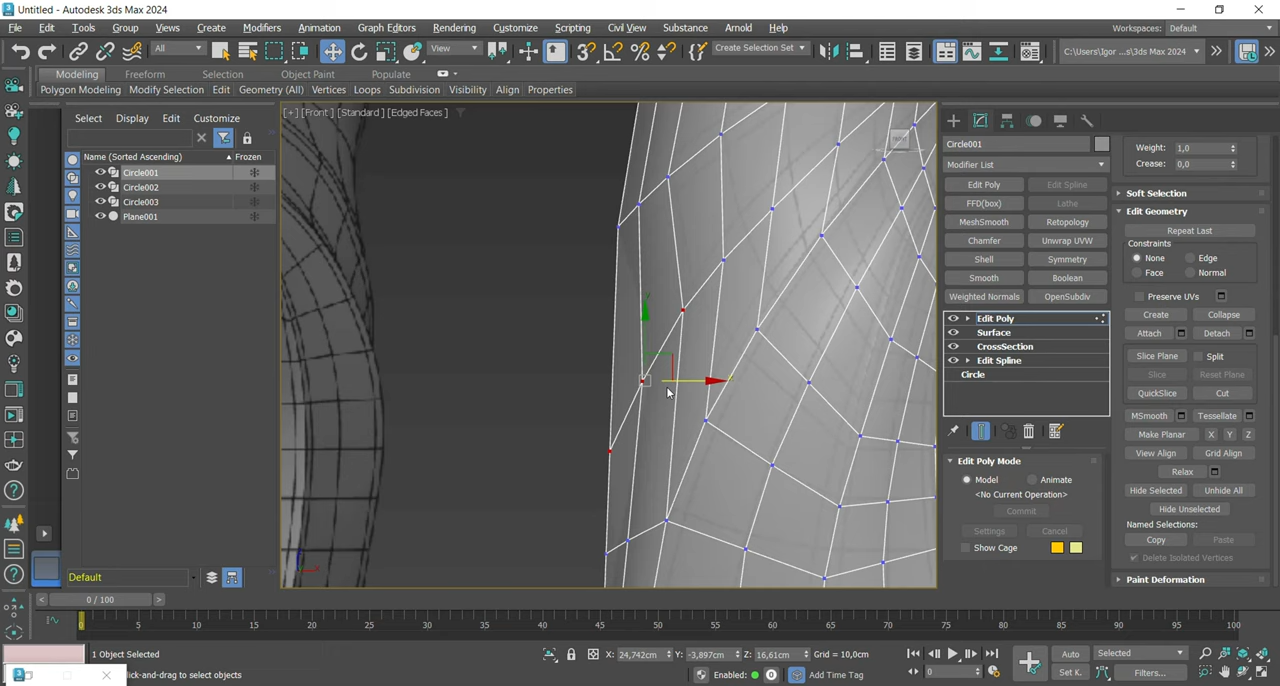 Untitled - Autodesk 3ds Max 2024
File Edit Tools Group Views Create Modifiers Animation Graph Editors Rendering Customize Scripting Civil View Substance Arnold Help
Workspaces: Default
All View Create Selection Set C:\Users\Igor ...s\3ds Max 2024
Modeling Freeform Selection Object Paint Populate
Polygon Modeling Modify Selection Edit Geometry (All) Vertices Loops Subdivision Visibility Align Properties
Select Display Edit Customize
Name (Sorted Ascending) Frozen
Circle001
Circle002
Circle003
Plane001
Default
[+] [Front ] [Standard ] [Edged Faces ]
Circle001
Modifier List
Edit Poly Edit Spline
FFD(box) Lathe
MeshSmooth Retopology
Chamfer Unwrap UVW
Shell Symmetry
Smooth Boolean
Weighted Normals OpenSubdiv
Edit Poly
Surface
CrossSection
Edit Spline
Circle
Edit Poly Mode
Model Animate
<No Current Operation>
Commit
Settings Cancel
Show Cage
Weight: 1,0
Crease: 0,0
Soft Selection
Edit Geometry
Repeat Last
Constraints
None Edge
Face Normal
Preserve UVs
Create Collapse
Attach Detach
Slice Plane Split
Slice Reset Plane
QuickSlice Cut
MSmooth Tessellate
Make Planar X Y Z
View Align Grid Align
Relax
Hide Selected Unhide All
Hide Unselected
Named Selections:
Copy Paste
Delete Isolated Vertices
Paint Deformation
0 / 100
0 5 10 15 20 25 30 35 40 45 50 55 60 65 70 75 80 85 90 95 100
1 Object Selected
X: 24,742cm Y: -3,897cm Z: 16,61cm Grid = 10,0cm
Auto Selected
lick-and-drag to select objects
Enabled: 0 Add Time Tag
0 Set K. Filters...